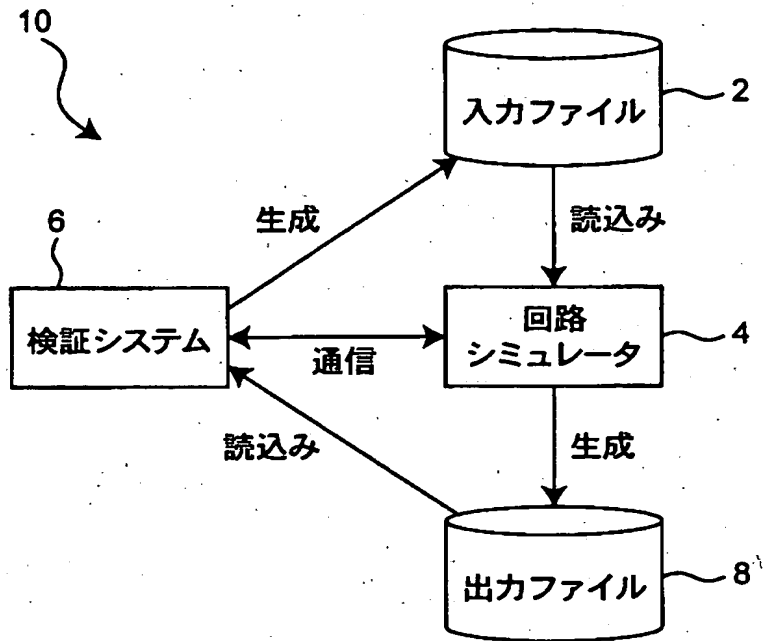 10
入力ファイル
2
生成
読込み
6
検証システム
通信
回路
シミュレータ
4
読込み
生成
出力ファイル
8